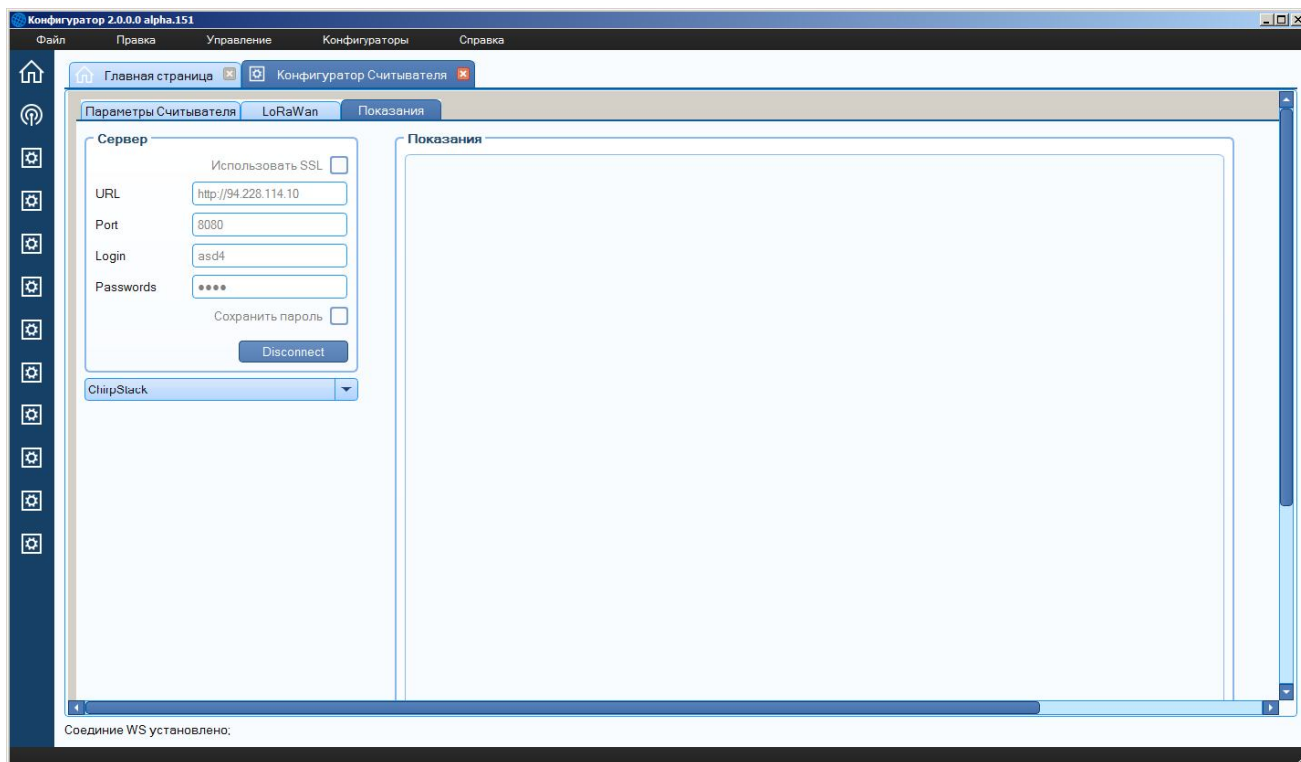 Конфигуратор 2.0.0.0 alpha.151
Файл Правка Управление Конфигураторы Справка
Главная страница Конфигуратор Считывателя
Параметры Считывателя LoRaWan Показания
Сервер
Использовать SSL
URL http://94.228.114.10
Port 8080
Login asd4
Passwords ••••
Сохранить пароль
Disconnect
ChirpStack
Показания
Соединие WS установлено;